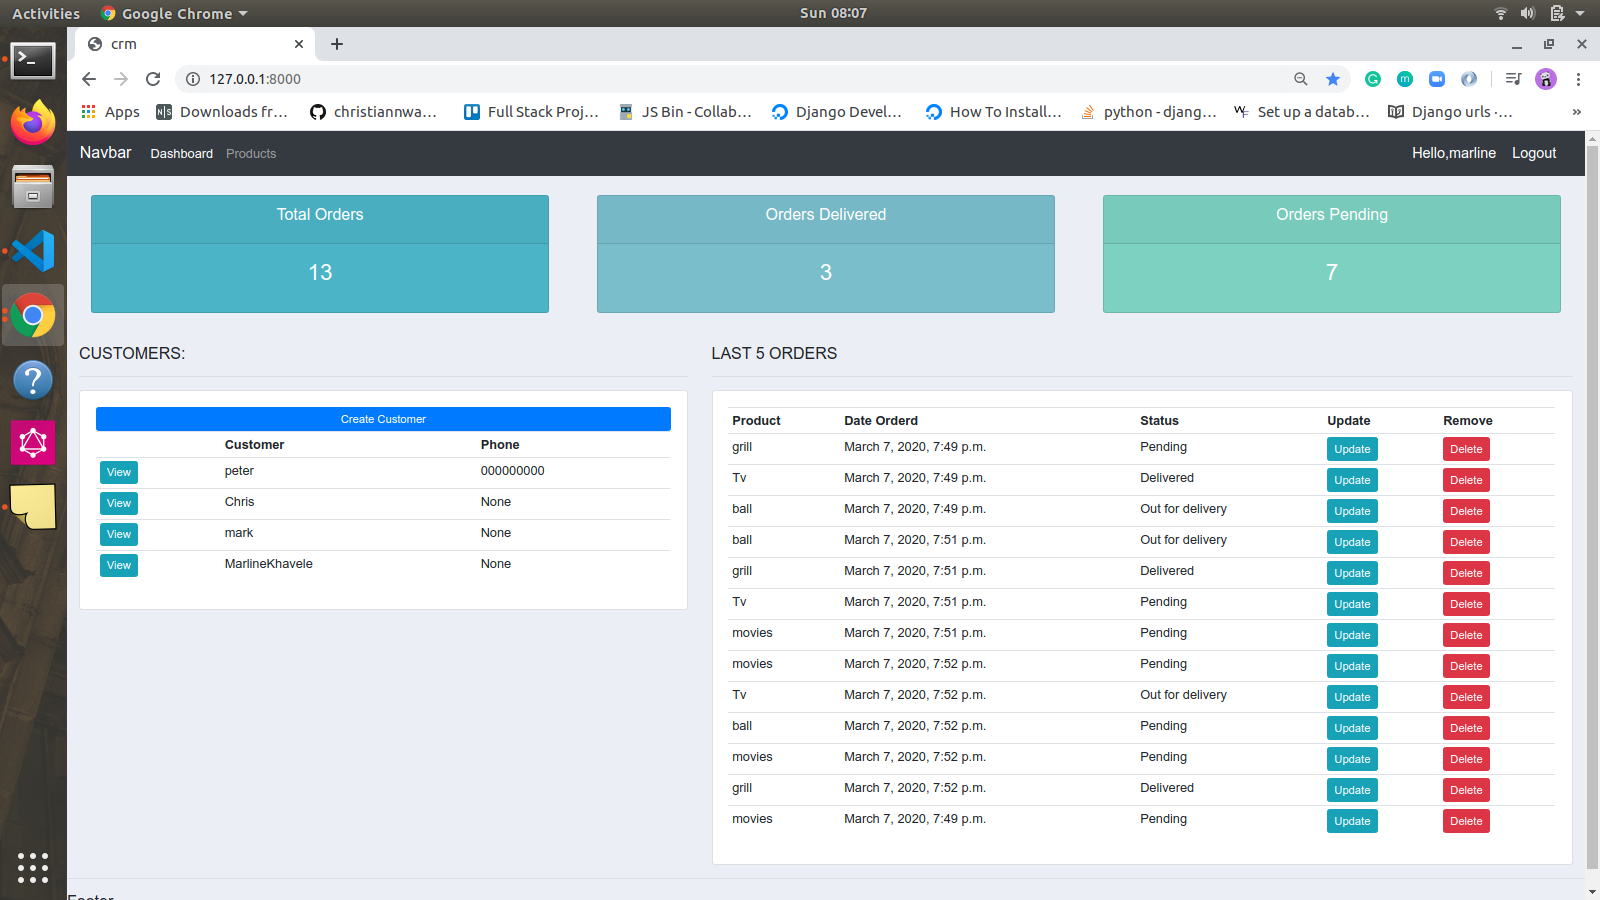 Activities Google Chrome Sun 08:07
crm
127.0.0.1:8000
Apps N|S Downloads fr... christiannwa... Full Stack Proj... JS Bin - Collab... Django Devel... How To Install... python - djang... Set up a datab... Django urls ·... »
Navbar Dashboard Products Hello,marline Logout
Total Orders Orders Delivered Orders Pending
13 3 7
CUSTOMERS: LAST 5 ORDERS
Create Customer
Customer Phone
View peter 000000000
View Chris None
View mark None
View MarlineKhavele None
Product Date Orderd Status Update Remove
grill March 7, 2020, 7:49 p.m. Pending Update Delete
Tv March 7, 2020, 7:49 p.m. Delivered Update Delete
ball March 7, 2020, 7:49 p.m. Out for delivery Update Delete
ball March 7, 2020, 7:51 p.m. Out for delivery Update Delete
grill March 7, 2020, 7:51 p.m. Delivered Update Delete
Tv March 7, 2020, 7:51 p.m. Pending Update Delete
movies March 7, 2020, 7:51 p.m. Pending Update Delete
movies March 7, 2020, 7:52 p.m. Pending Update Delete
Tv March 7, 2020, 7:52 p.m. Out for delivery Update Delete
ball March 7, 2020, 7:52 p.m. Pending Update Delete
movies March 7, 2020, 7:52 p.m. Pending Update Delete
grill March 7, 2020, 7:52 p.m. Delivered Update Delete
movies March 7, 2020, 7:49 p.m. Pending Update Delete
Footer